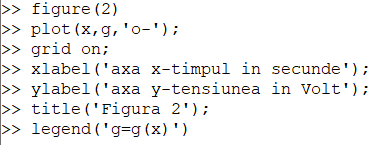 >> figure(2)
>> plot(x,g,'o-');
>> grid on;
>> xlabel('axa x-timpul in secunde');
>> ylabel('axa y-tensiunea in Volt');
>> title('Figura 2');
>> legend('g=g(x)')